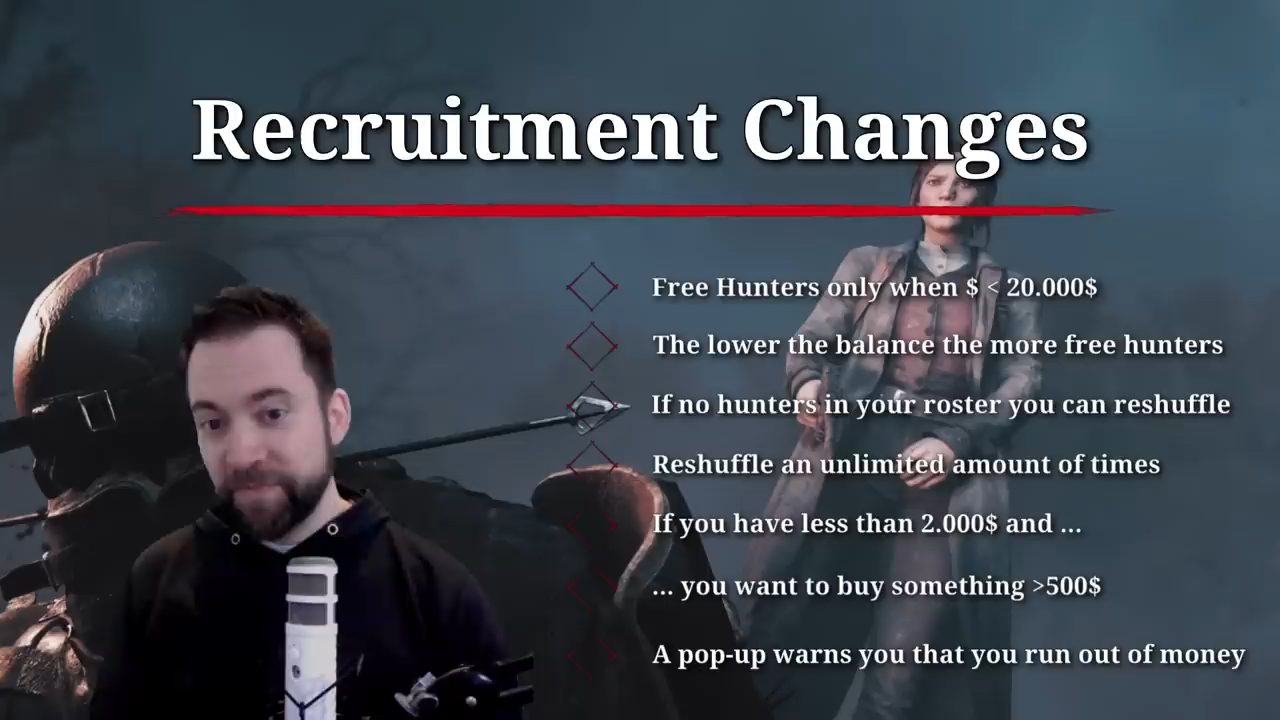 Recruitment Changes
Free Hunters only when $ < 20.000$
The lower the balance the more free hunters
If no hunters in your roster you can reshuffle
Reshuffle an unlimited amount of times
If you have less than 2.000$ and ...
... you want to buy something >500$
A pop-up warns you that you run out of money